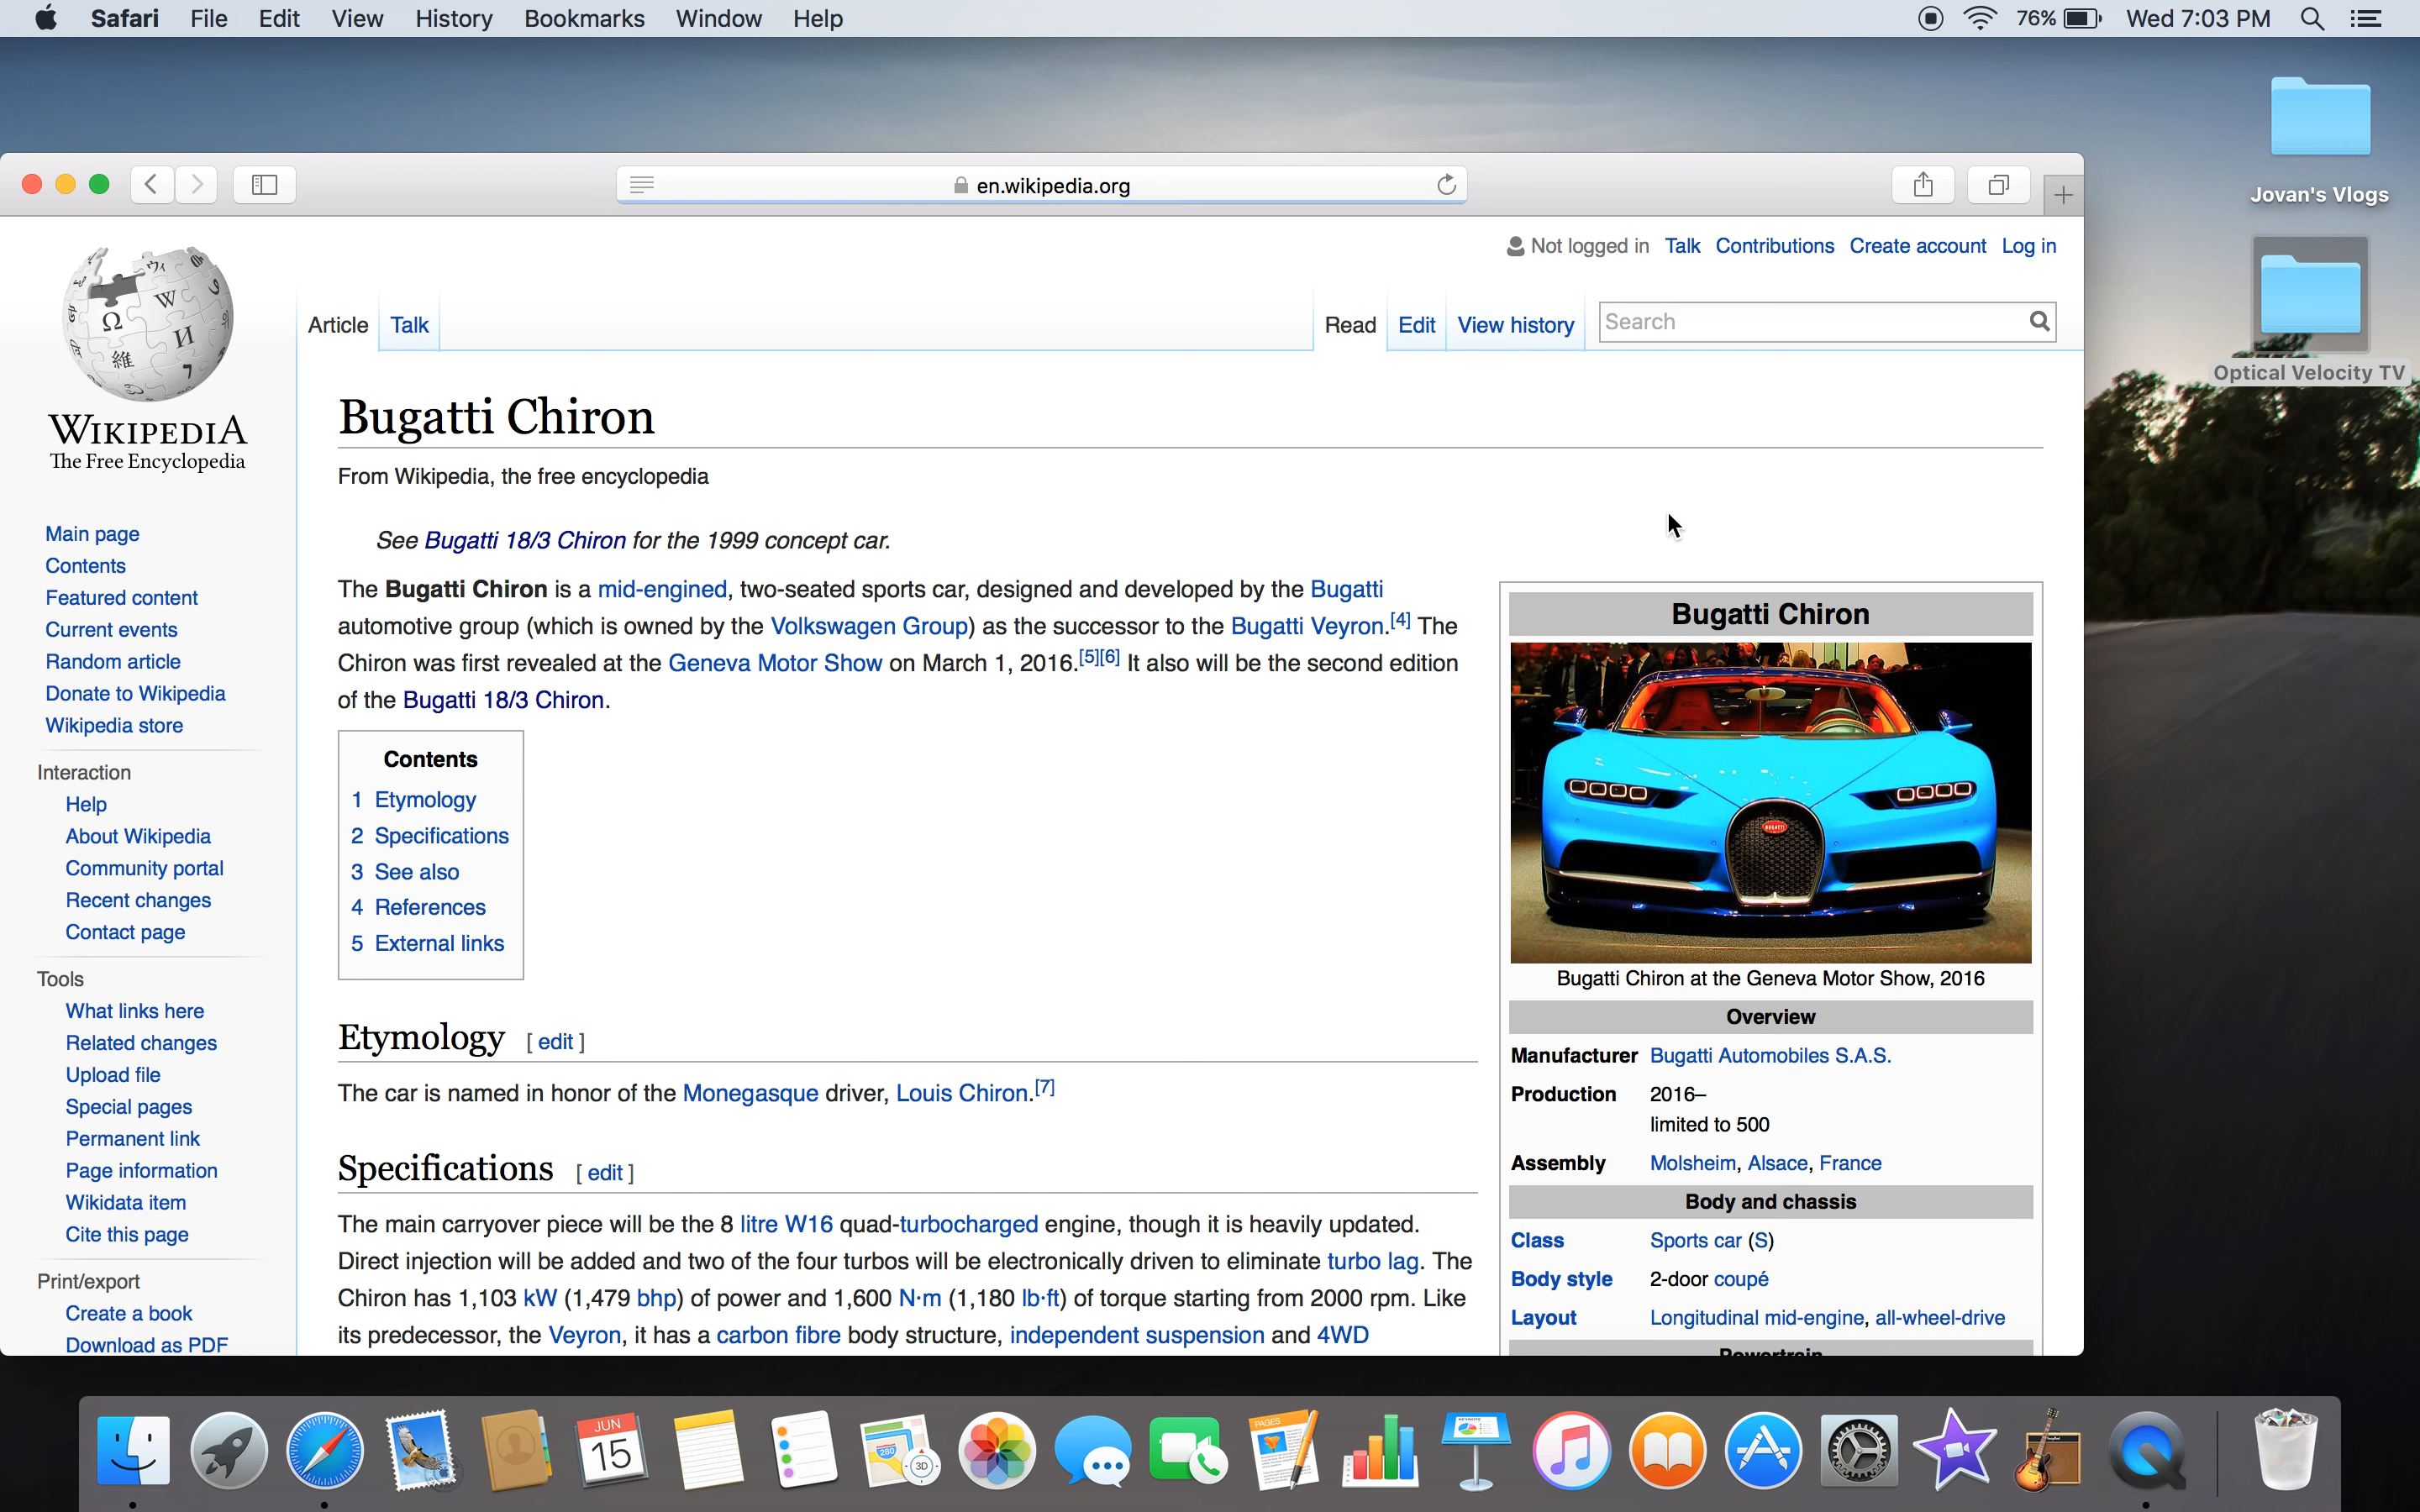 Safari File Edit View History Bookmarks Window Help 76% Wed 7:03 PM
Jovan's Vlogs
Optical Velocity TV
en.wikipedia.org
Not logged in Talk Contributions Create account Log in
Article Talk Read Edit View history Search
WIKIPEDIA
The Free Encyclopedia
Main page
Contents
Featured content
Current events
Random article
Donate to Wikipedia
Wikipedia store
Interaction
Help
About Wikipedia
Community portal
Recent changes
Contact page
Tools
What links here
Related changes
Upload file
Special pages
Permanent link
Page information
Wikidata item
Cite this page
Print/export
Create a book
Download as PDF
Bugatti Chiron
From Wikipedia, the free encyclopedia
See Bugatti 18/3 Chiron for the 1999 concept car.
The Bugatti Chiron is a mid-engined, two-seated sports car, designed and developed by the Bugatti
automotive group (which is owned by the Volkswagen Group) as the successor to the Bugatti Veyron.[4] The
Chiron was first revealed at the Geneva Motor Show on March 1, 2016.[5][6] It also will be the second edition
of the Bugatti 18/3 Chiron.
Contents
1 Etymology
2 Specifications
3 See also
4 References
5 External links
Etymology [ edit ]
The car is named in honor of the Monegasque driver, Louis Chiron.[7]
Specifications [ edit ]
The main carryover piece will be the 8 litre W16 quad-turbocharged engine, though it is heavily updated.
Direct injection will be added and two of the four turbos will be electronically driven to eliminate turbo lag. The
Chiron has 1,103 kW (1,479 bhp) of power and 1,600 N·m (1,180 lb·ft) of torque starting from 2000 rpm. Like
its predecessor, the Veyron, it has a carbon fibre body structure, independent suspension and 4WD
Bugatti Chiron
BUGATTI
Bugatti Chiron at the Geneva Motor Show, 2016
Overview
Manufacturer Bugatti Automobiles S.A.S.
Production 2016–
limited to 500
Assembly Molsheim, Alsace, France
Body and chassis
Class Sports car (S)
Body style 2-door coupé
Layout Longitudinal mid-engine, all-wheel-drive
Powertrain
JUN
15
280
3D
PAGES
KEYNOTE